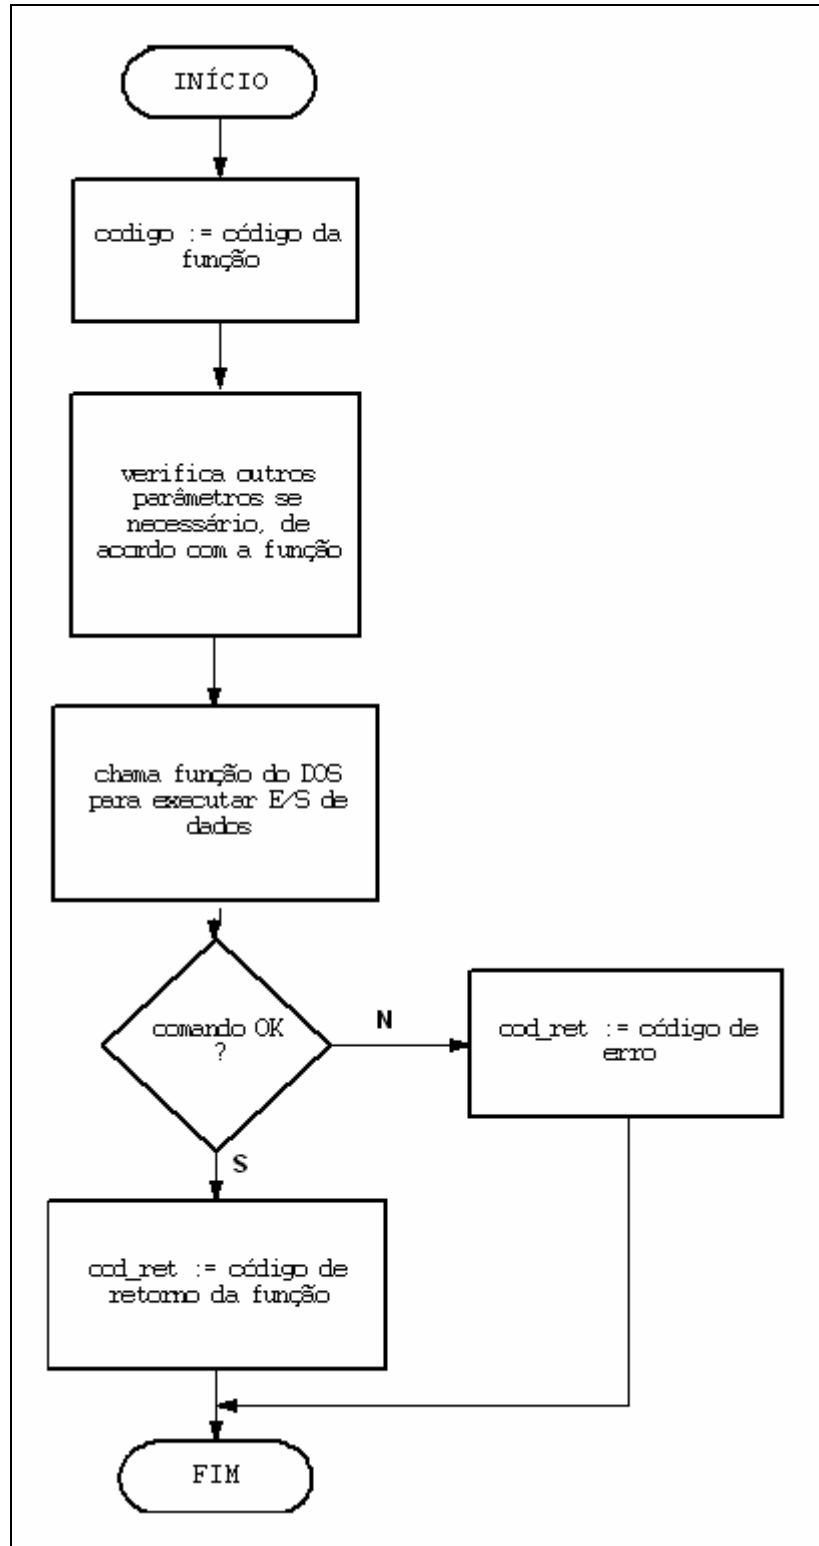 INÍCIO
codigo := código da
função
verifica outros
parâmetros se
necessário, de
acordo com a função
chama função do DOS
para executar E/S de
dados
comando OK
?
N
cod_ret := código de
erro
S
cod_ret := código de
retorno da função
FIM